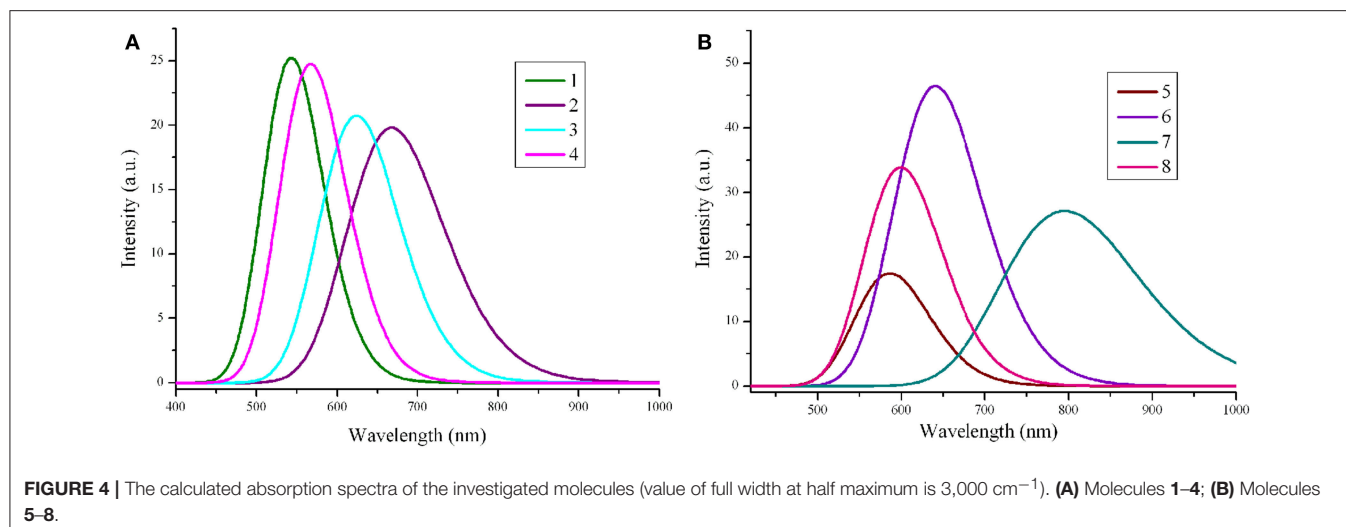 A
25
20
15
10
5
0
Intensity (a.u.)
400 500 600 700 800 900 1000
Wavelength (nm)
1
2
3
4
B
50
40
30
20
10
0
Intensity (a.u.)
500 600 700 800 900 1000
Wavelength (nm)
5
6
7
8
FIGURE 4 | The calculated absorption spectra of the investigated molecules (value of full width at half maximum is 3,000 cm⁻¹). (A) Molecules 1–4; (B) Molecules
5–8.